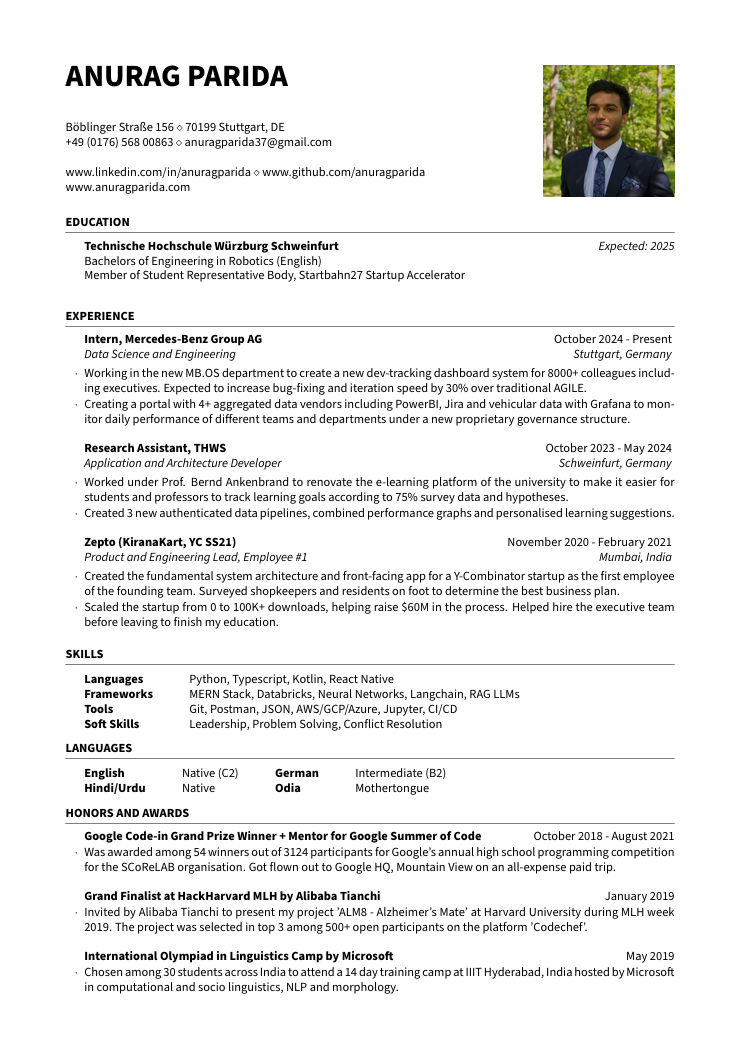 ANURAG PARIDA
Böblinger Straße 156 ⋄ 70199 Stuttgart, DE
+49 (0176) 568 00863 ⋄ anuragparida37@gmail.com
www.linkedin.com/in/anuragparida ⋄ www.github.com/anuragparida
www.anuragparida.com
EDUCATION
Technische Hochschule Würzburg Schweinfurt Expected: 2025
Bachelors of Engineering in Robotics (English)
Member of Student Representative Body, Startbahn27 Startup Accelerator
EXPERIENCE
Intern, Mercedes-Benz Group AG October 2024 - Present
Data Science and Engineering Stuttgart, Germany
· Working in the new MB.OS department to create a new dev-tracking dashboard system for 8000+ colleagues includ-
ing executives. Expected to increase bug-fixing and iteration speed by 30% over traditional AGILE.
· Creating a portal with 4+ aggregated data vendors including PowerBI, Jira and vehicular data with Grafana to mon-
itor daily performance of different teams and departments under a new proprietary governance structure.
Research Assistant, THWS October 2023 - May 2024
Application and Architecture Developer Schweinfurt, Germany
· Worked under Prof. Bernd Ankenbrand to renovate the e-learning platform of the university to make it easier for
students and professors to track learning goals according to 75% survey data and hypotheses.
· Created 3 new authenticated data pipelines, combined performance graphs and personalised learning suggestions.
Zepto (KiranaKart, YC SS21) November 2020 - February 2021
Product and Engineering Lead, Employee #1 Mumbai, India
· Created the fundamental system architecture and front-facing app for a Y-Combinator startup as the first employee
of the founding team. Surveyed shopkeepers and residents on foot to determine the best business plan.
· Scaled the startup from 0 to 100K+ downloads, helping raise $60M in the process. Helped hire the executive team
before leaving to finish my education.
SKILLS
Languages Python, Typescript, Kotlin, React Native
Frameworks MERN Stack, Databricks, Neural Networks, Langchain, RAG LLMs
Tools Git, Postman, JSON, AWS/GCP/Azure, Jupyter, CI/CD
Soft Skills Leadership, Problem Solving, Conflict Resolution
LANGUAGES
English Native (C2) German Intermediate (B2)
Hindi/Urdu Native Odia Mothertongue
HONORS AND AWARDS
Google Code-in Grand Prize Winner + Mentor for Google Summer of Code October 2018 - August 2021
· Was awarded among 54 winners out of 3124 participants for Google's annual high school programming competition
for the SCoReLAB organisation. Got flown out to Google HQ, Mountain View on an all-expense paid trip.
Grand Finalist at HackHarvard MLH by Alibaba Tianchi January 2019
· Invited by Alibaba Tianchi to present my project 'ALM8 - Alzheimer's Mate' at Harvard University during MLH week
2019. The project was selected in top 3 among 500+ open participants on the platform 'Codechef'.
International Olympiad in Linguistics Camp by Microsoft May 2019
· Chosen among 30 students across India to attend a 14 day training camp at IIIT Hyderabad, India hosted by Microsoft
in computational and socio linguistics, NLP and morphology.